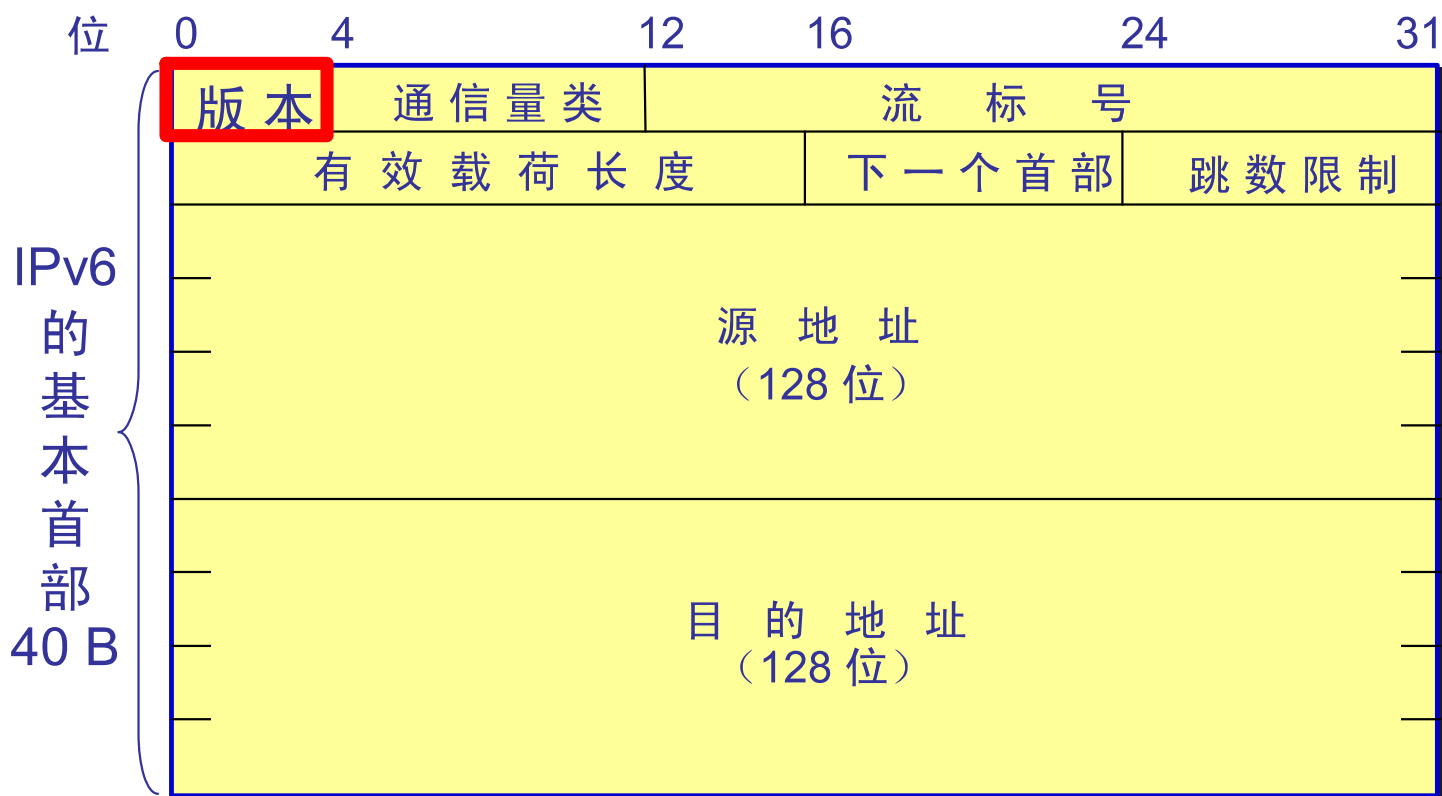 位 0 4 12 16 24 31
版本 通信量类 流标号
有效载荷长度 下一个首部 跳数限制
IPv6
的
基
本
首
部
40 B
源地址
（128 位）
目的地址
（128 位）